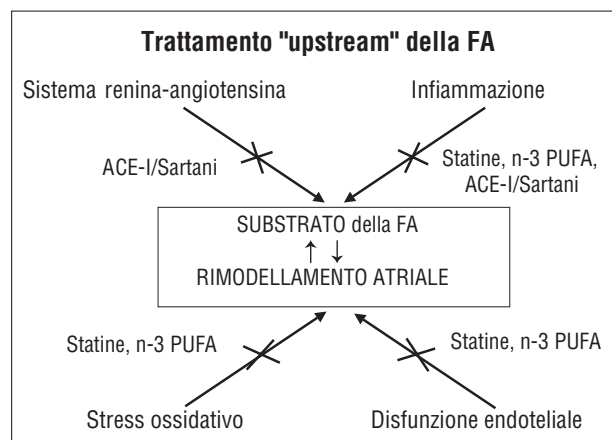 Trattamento "upstream" della FA
Sistema renina-angiotensina
Infiammazione
ACE-I/Sartani
Statine, n-3 PUFA,
ACE-I/Sartani
SUBSTRATO della FA
↑ ↓
RIMODELLAMENTO ATRIALE
Statine, n-3 PUFA
Statine, n-3 PUFA
Stress ossidativo
Disfunzione endoteliale